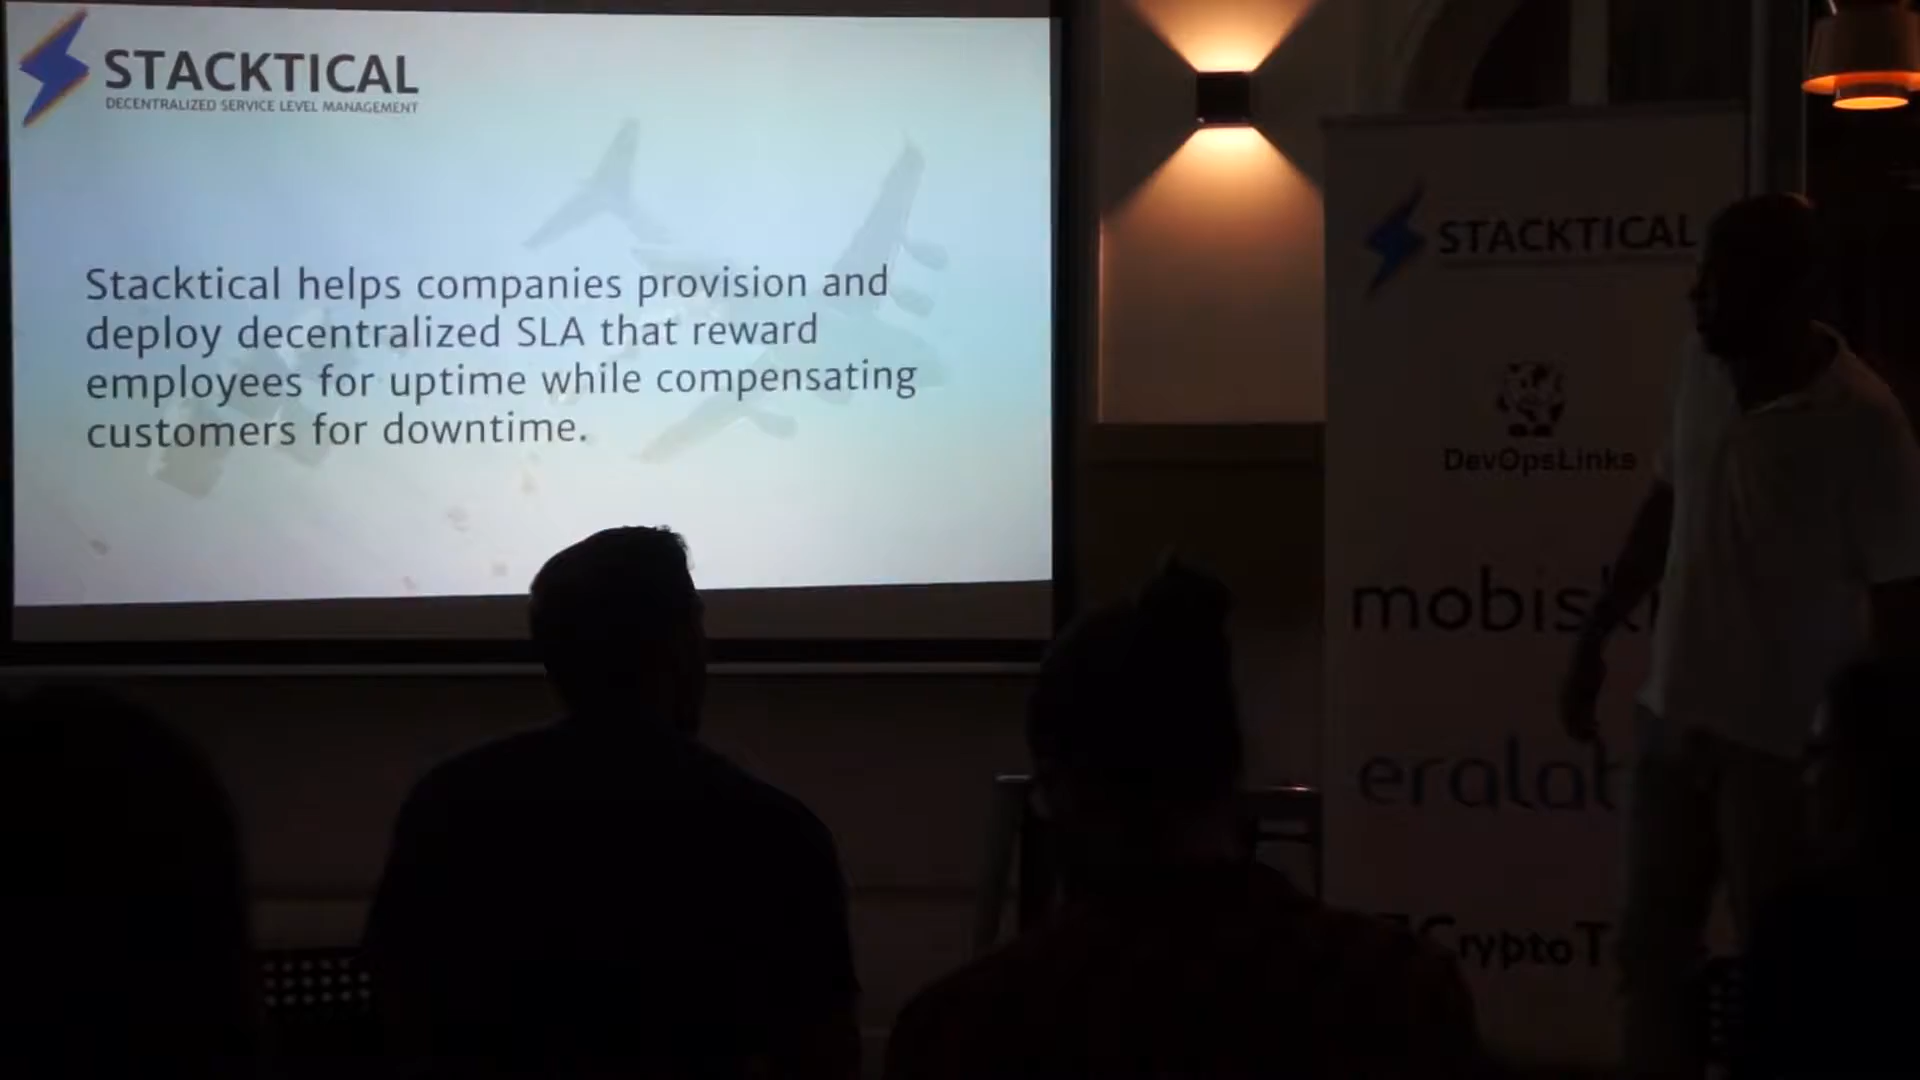 STACKTICAL
DECENTRALIZED SERVICE LEVEL MANAGEMENT
Stacktical helps companies provision and
deploy decentralized SLA that reward
employees for uptime while compensating
customers for downtime.
STACKTICAL
DevOpsLinks